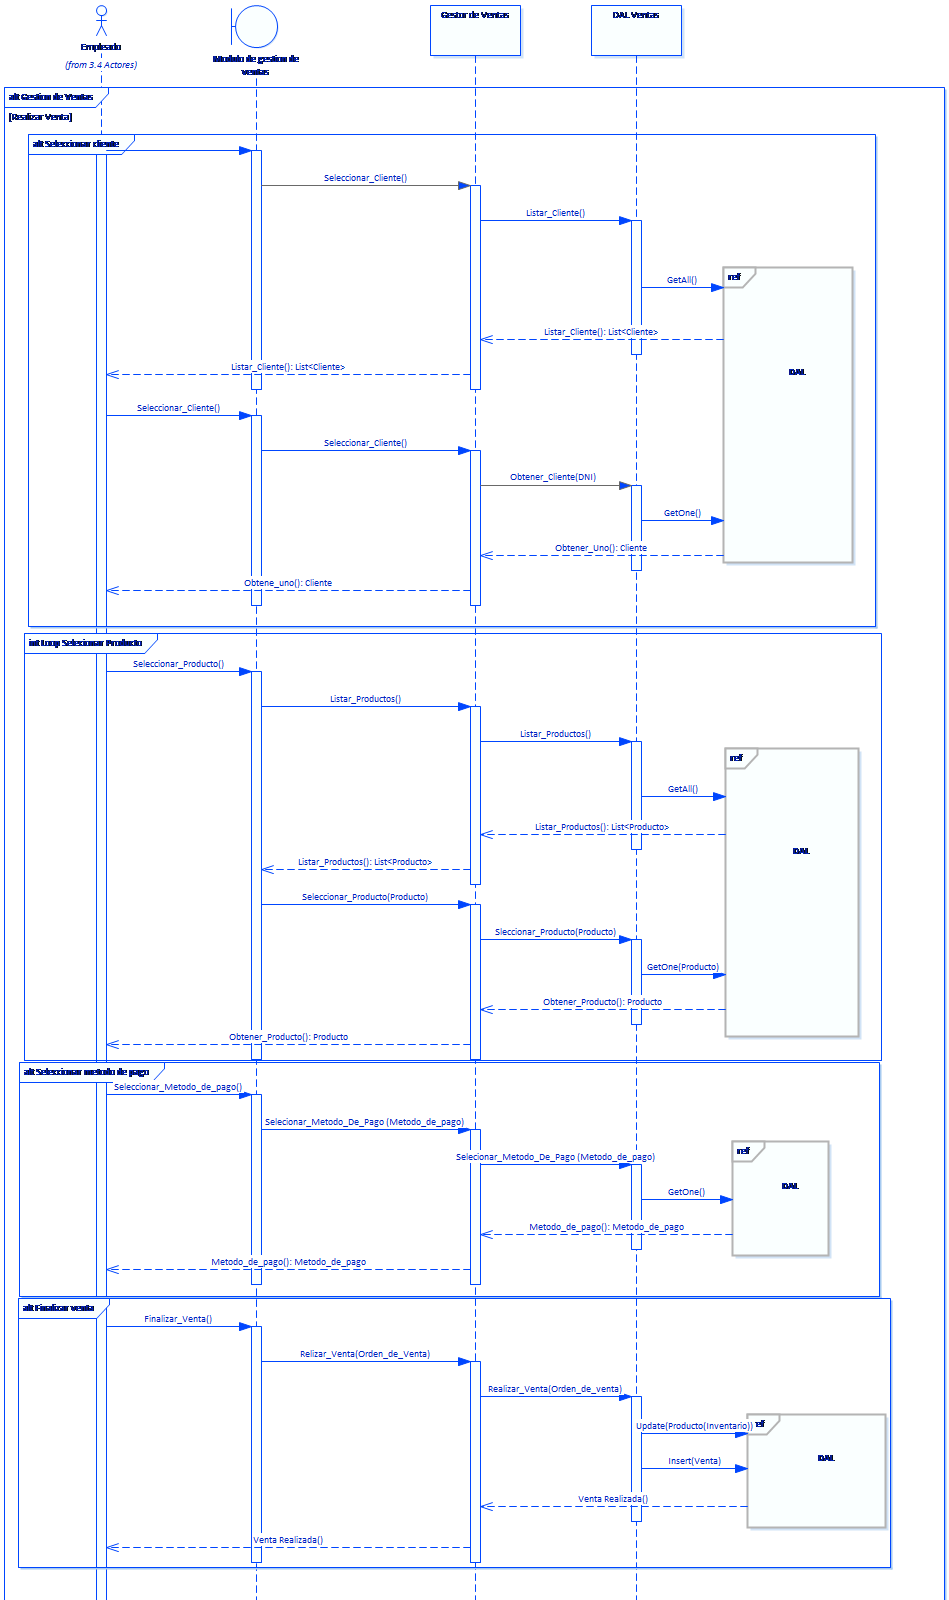 Empleado
(from 3.4 Actores)
Modulo de gestion de
ventas
Gestor de Ventas
DAL Ventas
alt Gestion de Ventas
[Realizar Venta]
alt Seleccionar cliente
Seleccionar_Cliente()
Listar_Cliente()
ref
GetAll()
Listar_Cliente(): List<Cliente>
Listar_Cliente(): List<Cliente>
DAL
Seleccionar_Cliente()
Seleccionar_Cliente()
Obtener_Cliente(DNI)
GetOne()
Obtener_Uno(): Cliente
Obtene_uno(): Cliente
int Loop Selecionar Producto
Seleccionar_Producto()
Listar_Productos()
Listar_Productos()
ref
GetAll()
Listar_Productos(): List<Producto>
DAL
Listar_Productos(): List<Producto>
Seleccionar_Producto(Producto)
Sleccionar_Producto(Producto)
GetOne(Producto)
Obtener_Producto(): Producto
Obtener_Producto(): Producto
alt Seleccionar metodo de pago
Seleccionar_Metodo_de_pago()
Selecionar_Metodo_De_Pago (Metodo_de_pago)
ref
Selecionar_Metodo_De_Pago (Metodo_de_pago)
DAL
GetOne()
Metodo_de_pago(): Metodo_de_pago
Metodo_de_pago(): Metodo_de_pago
alt Finalizar venta
Finalizar_Venta()
Relizar_Venta(Orden_de_Venta)
Realizar_Venta(Orden_de_venta)
Update(Producto(Inventario))
ref
DAL
Insert(Venta)
Venta Realizada()
Venta Realizada()